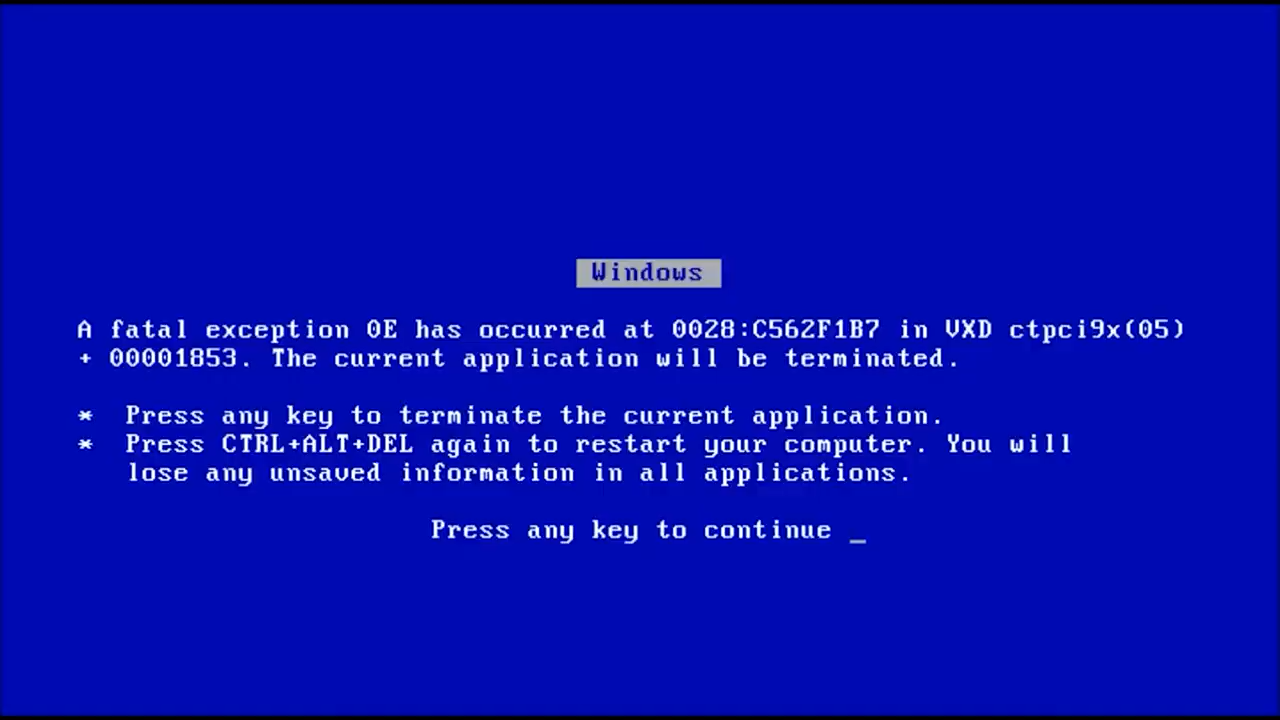 Windows
A fatal exception 0E has occurred at 0028:C562F1B7 in VXD ctpci9x(05)
+ 00001853. The current application will be terminated.
* Press any key to terminate the current application.
* Press CTRL+ALT+DEL again to restart your computer. You will
lose any unsaved information in all applications.
Press any key to continue _